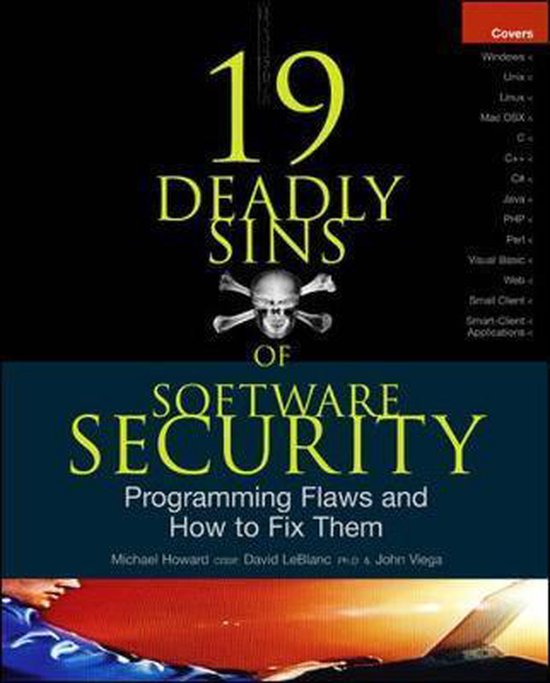 19
DEADLY
SINS
OF
SOFTWARE
SECURITY
Programming Flaws and
How to Fix Them
Michael Howard CISSP, David LeBlanc Ph.D. & John Viega
Covers
Windows <
Unix <
Linux <
Mac OSX <
C <
C++ <
C# <
Java <
PHP <
Perl <
Visual Basic <
Web <
Small Client <
Smart-Client <
Applications <